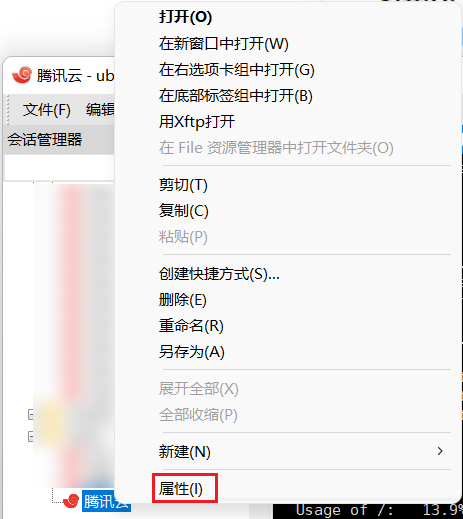 打开(O)
在新窗口中打开(W)
腾讯云 - ub
在右选项卡组中打开(G)
文件(F) 编辑
在底部标签组中打开(B)
用Xftp打开
会话管理器
在 File 资源管理器中打开文件夹(O)
剪切(T)
复制(C)
粘贴(P)
创建快捷方式(S)...
删除(E)
重命名(R)
另存为(A)
展开全部(X)
全部收缩(P)
新建(N)
属性(I)
腾讯云
Usage of /: 13.9%